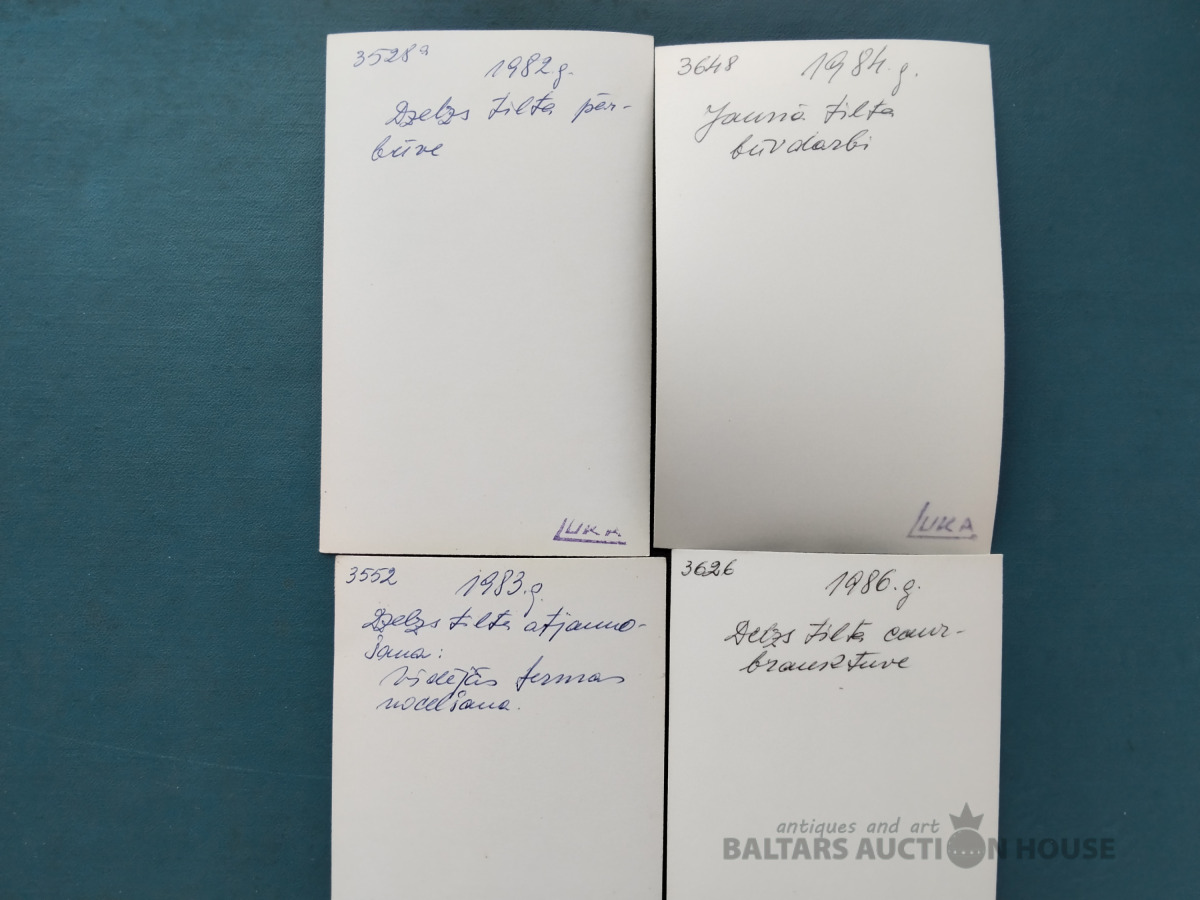 3528a
1982.g.
Dzelzs tilta pār-
būve
LUKA
3648
1984.g.
Jaunā tilta
būvdarbi
LUKA
3552
1983.g.
Dzelzs tilta atjauno-
šana:
Vidējās fermas
nocelšana.
3626
1986.g.
Delzs tilta caur-
brauktuve
antiques and art
BALTARS AUCTION HOUSE